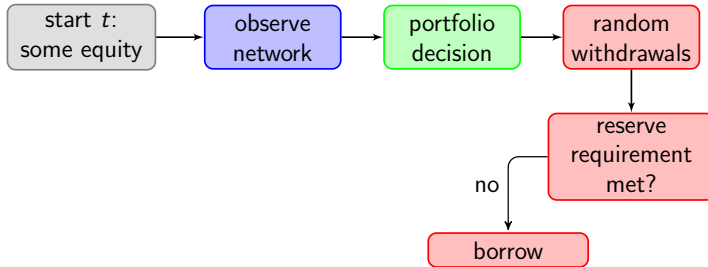 start t:
some equity
observe
network
portfolio
decision
random
withdrawals
reserve
requirement
met?
no
borrow